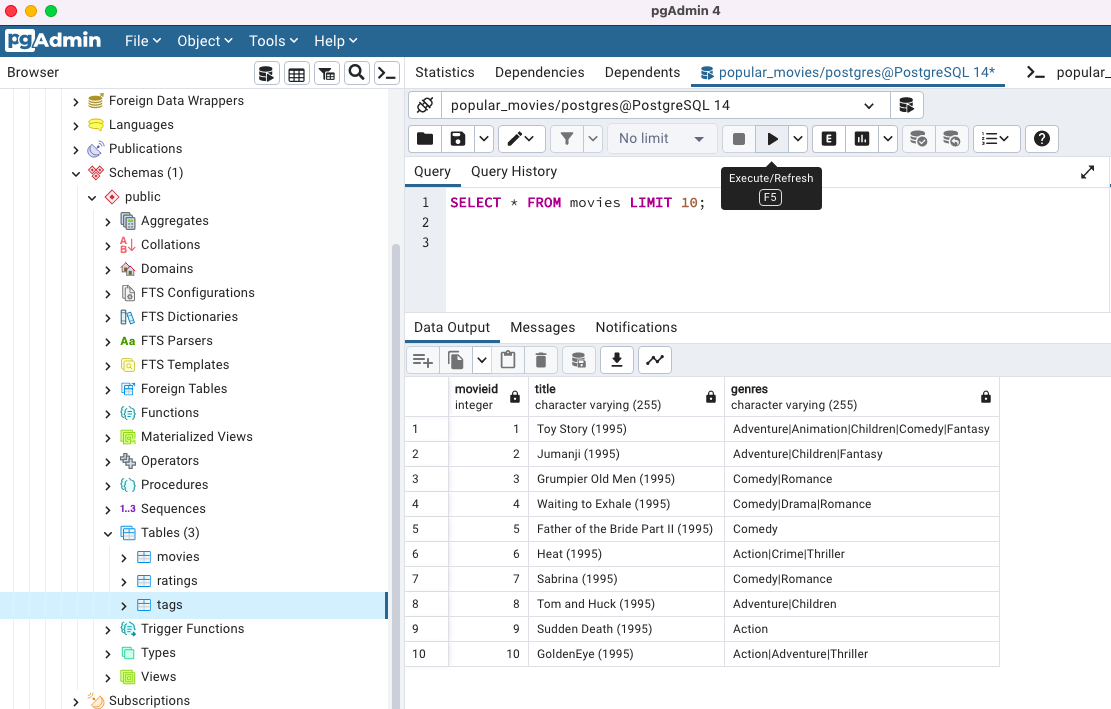 pgAdmin 4
pgAdmin File Object Tools Help
Browser
Statistics Dependencies Dependents popular_movies/postgres@PostgreSQL 14* popular_
Foreign Data Wrappers
Languages
Publications
Schemas (1)
public
Aggregates
Collations
Domains
FTS Configurations
FTS Dictionaries
FTS Parsers
FTS Templates
Foreign Tables
Functions
Materialized Views
Operators
Procedures
1..3 Sequences
Tables (3)
movies
ratings
tags
Trigger Functions
Types
Views
Subscriptions
popular_movies/postgres@PostgreSQL 14
No limit
E
Execute/Refresh
F5
Query Query History
1 SELECT * FROM movies LIMIT 10;
2
3
Data Output Messages Notifications
movieid title genres
integer character varying (255) character varying (255)
1 1 Toy Story (1995) Adventure|Animation|Children|Comedy|Fantasy
2 2 Jumanji (1995) Adventure|Children|Fantasy
3 3 Grumpier Old Men (1995) Comedy|Romance
4 4 Waiting to Exhale (1995) Comedy|Drama|Romance
5 5 Father of the Bride Part II (1995) Comedy
6 6 Heat (1995) Action|Crime|Thriller
7 7 Sabrina (1995) Comedy|Romance
8 8 Tom and Huck (1995) Adventure|Children
9 9 Sudden Death (1995) Action
10 10 GoldenEye (1995) Action|Adventure|Thriller